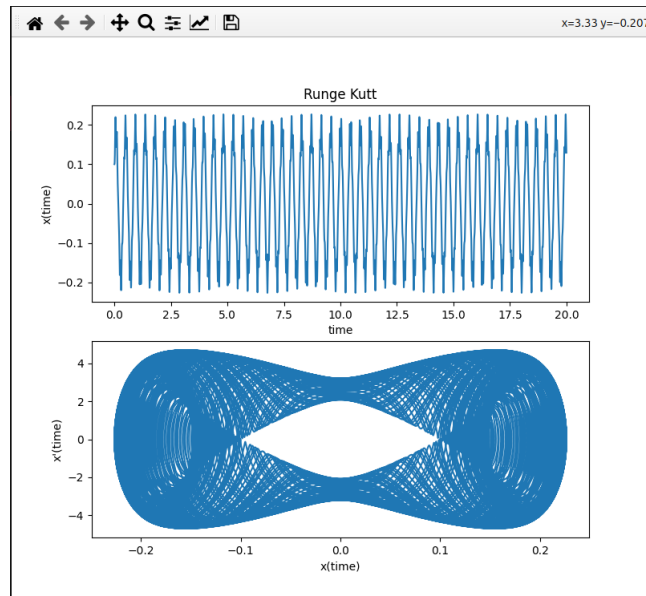 x=3.33 y=−0.207
Runge Kutt
0.2
0.1
0.0
−0.1
−0.2
x(time)
0.0 2.5 5.0 7.5 10.0 12.5 15.0 17.5 20.0
time
4
2
0
−2
−4
x'(time)
−0.2 −0.1 0.0 0.1 0.2
x(time)